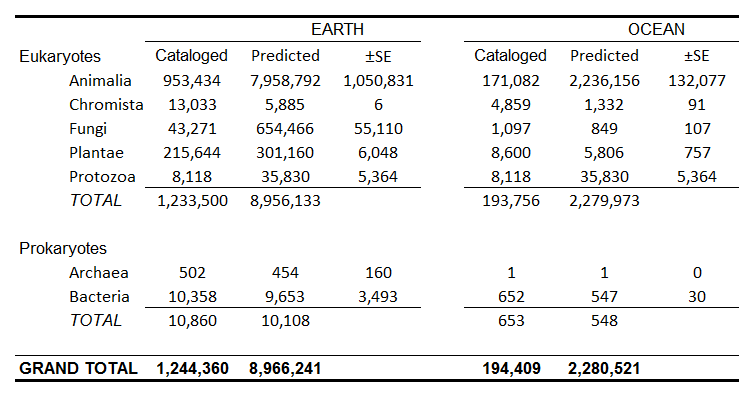 EARTH OCEAN
Eukaryotes Cataloged Predicted ±SE Cataloged Predicted ±SE
Animalia 953,434 7,958,792 1,050,831 171,082 2,236,156 132,077
Chromista 13,033 5,885 6 4,859 1,332 91
Fungi 43,271 654,466 55,110 1,097 849 107
Plantae 215,644 301,160 6,048 8,600 5,806 757
Protozoa 8,118 35,830 5,364 8,118 35,830 5,364
TOTAL 1,233,500 8,956,133 193,756 2,279,973
Prokaryotes
Archaea 502 454 160 1 1 0
Bacteria 10,358 9,653 3,493 652 547 30
TOTAL 10,860 10,108 653 548
GRAND TOTAL 1,244,360 8,966,241 194,409 2,280,521